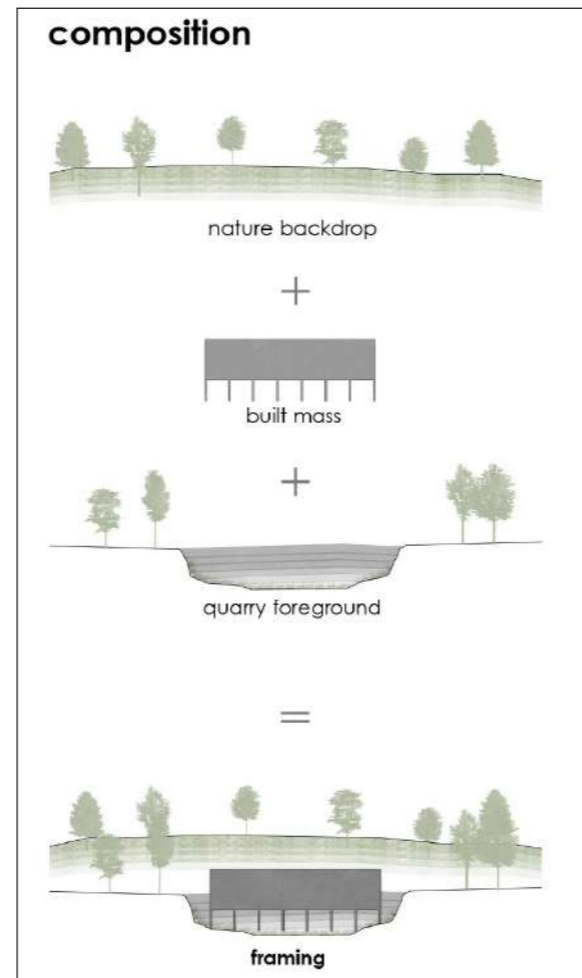 composition
nature backdrop
+
built mass
+
quarry foreground
=
framing